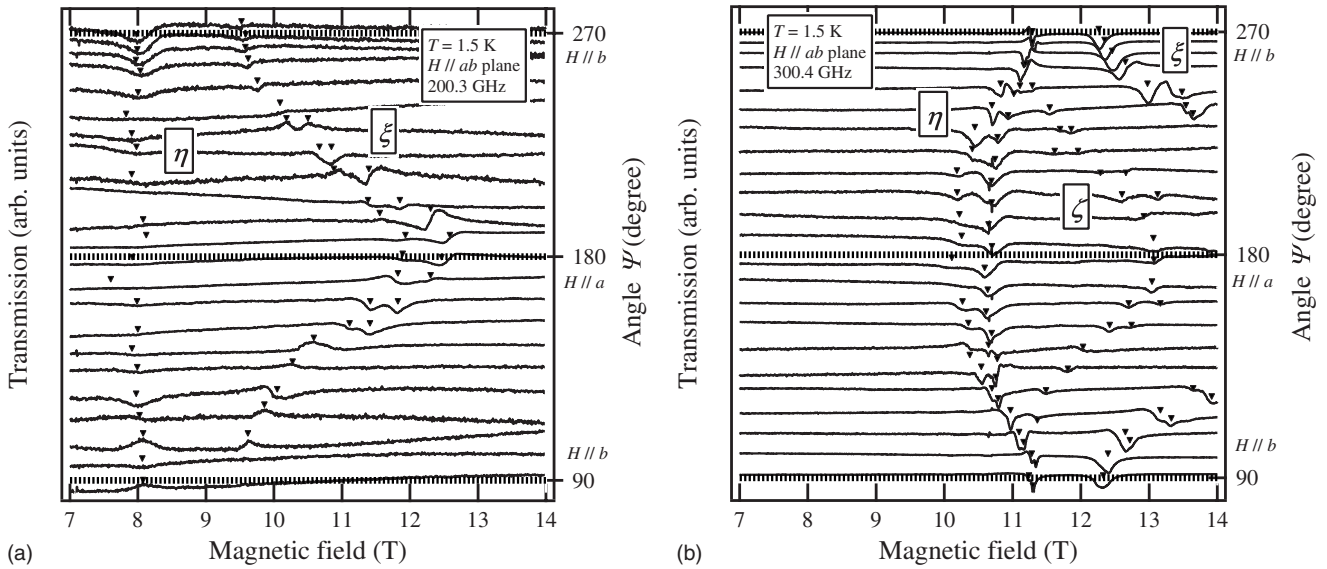 T = 1.5 K
H // ab plane
200.3 GHz
η
ξ
Transmission (arb. units)
270
H // b
180
H // a
H // b
90
Angle Ψ (degree)
7 8 9 10 11 12 13 14
Magnetic field (T)
(a)
T = 1.5 K
H // ab plane
300.4 GHz
ξ
η
ζ
Transmission (arb. units)
270
H // b
180
H // a
H // b
90
Angle Ψ (degree)
7 8 9 10 11 12 13 14
Magnetic field (T)
(b)